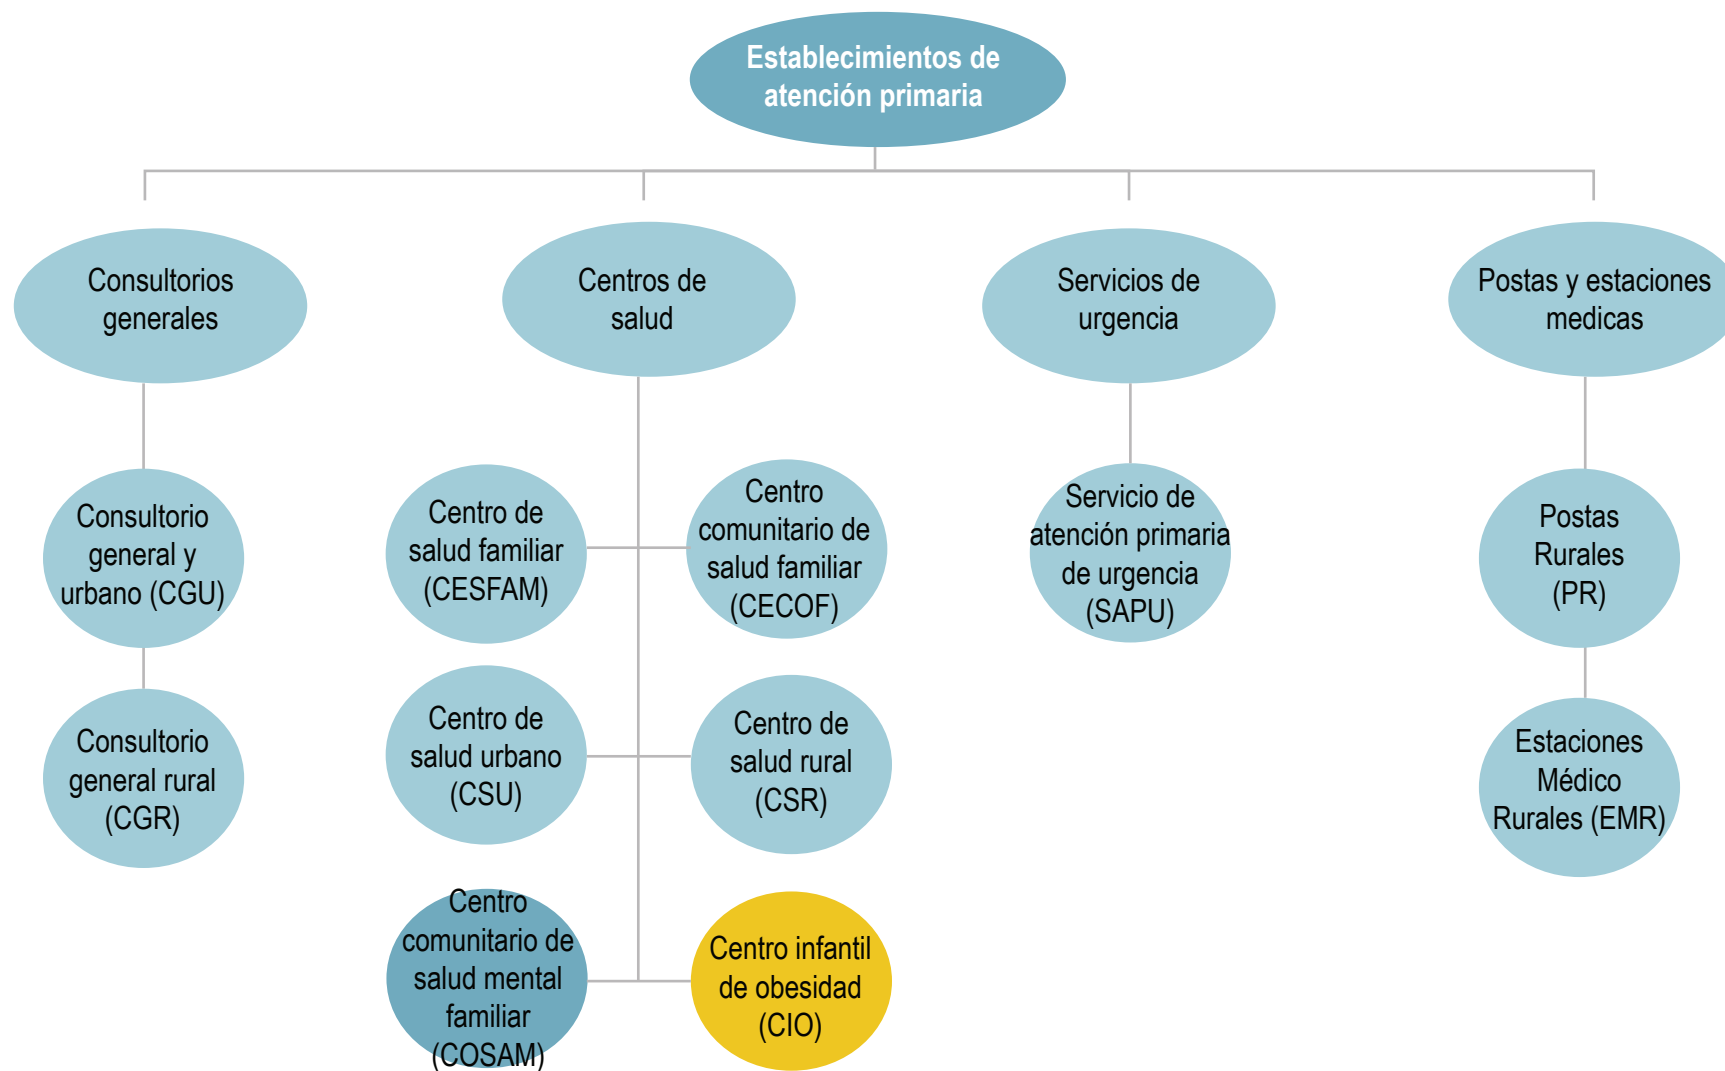 Establecimientos de
atención primaria
Consultorios
generales
Centros de
salud
Servicios de
urgencia
Postas y estaciones
medicas
Consultorio
general y
urbano (CGU)
Centro de
salud familiar
(CESFAM)
Centro
comunitario de
salud familiar
(CECOF)
Servicio de
atención primaria
de urgencia
(SAPU)
Postas
Rurales
(PR)
Consultorio
general rural
(CGR)
Centro de
salud urbano
(CSU)
Centro de
salud rural
(CSR)
Estaciones
Médico
Rurales (EMR)
Centro
comunitario de
salud mental
familiar
(COSAM)
Centro infantil
de obesidad
(CIO)